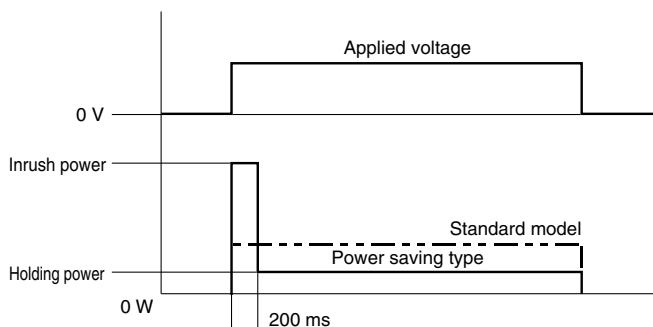 Applied voltage
0 V
Inrush power
Standard model
Power saving type
Holding power
0 W
200 ms